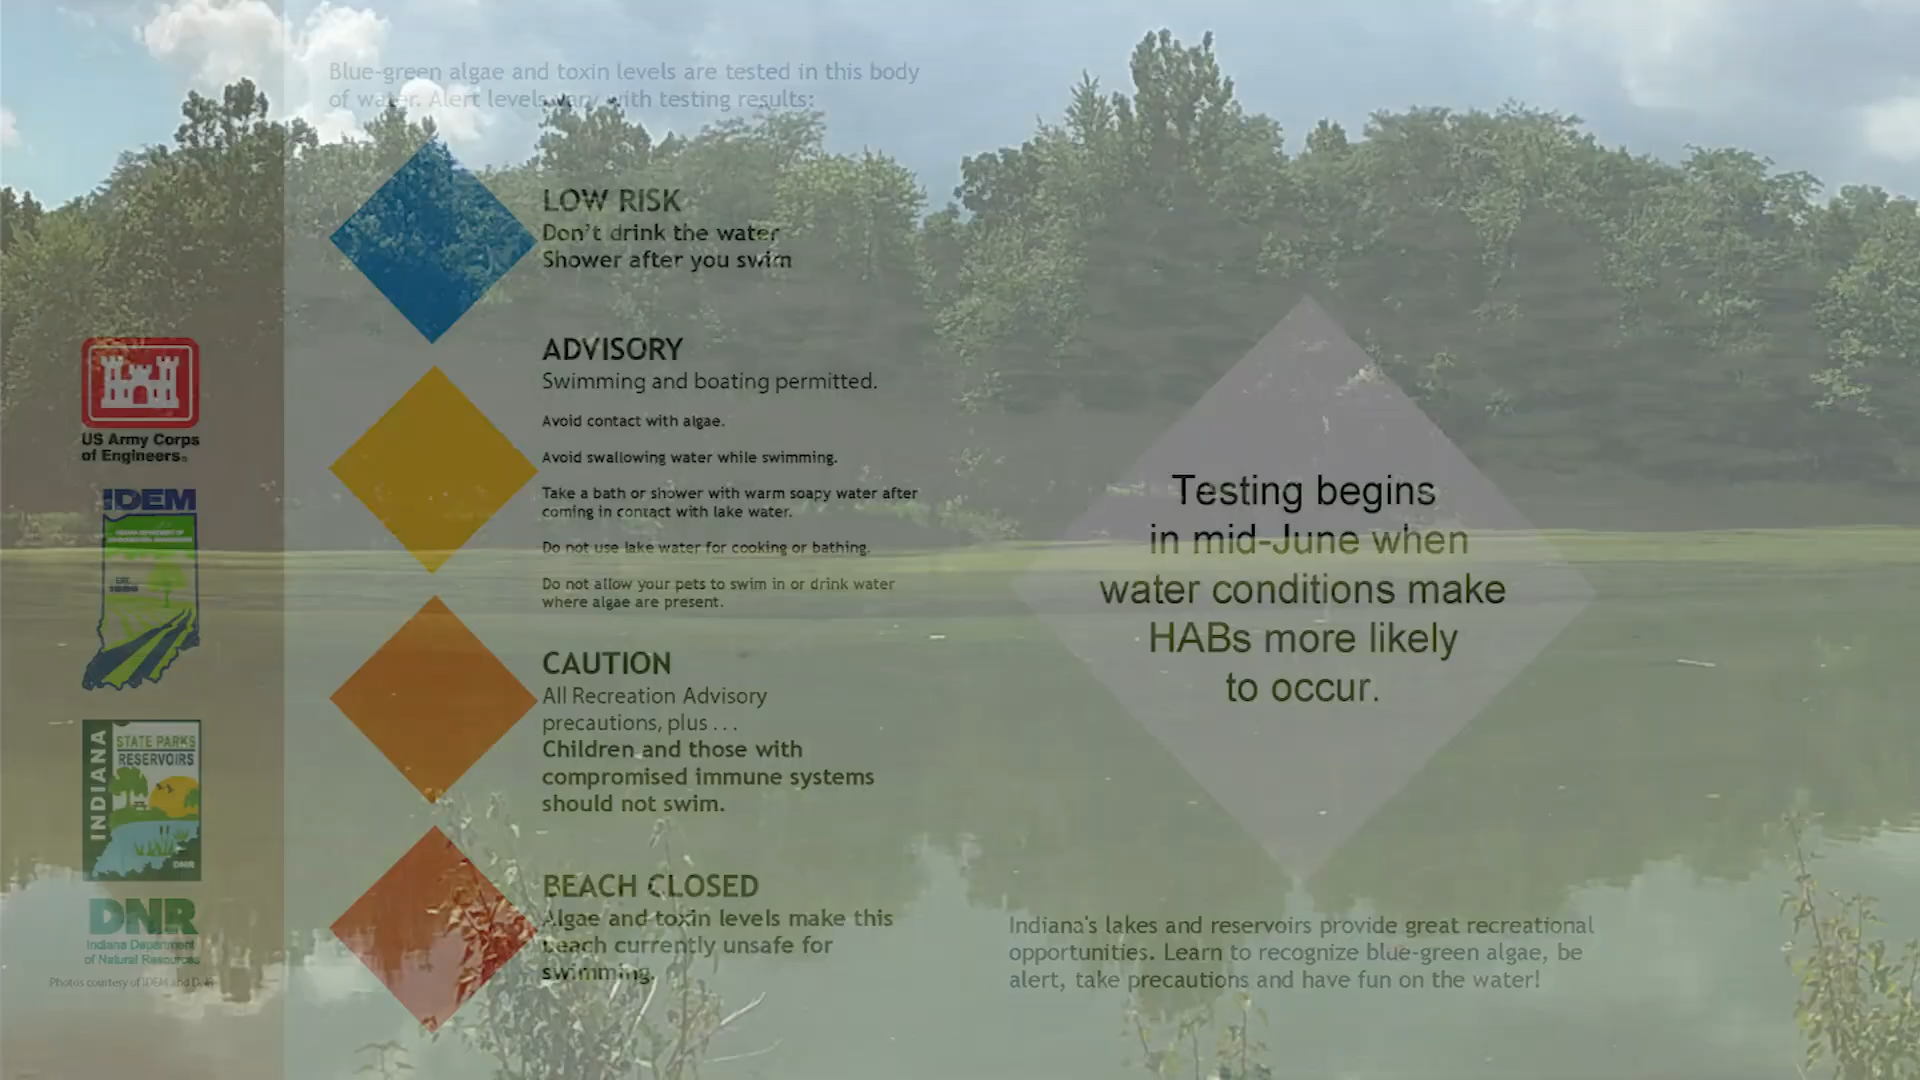 Blue-green algae and toxin levels are tested in this body
of water. Alert levels vary with testing results:
LOW RISK
Don't drink the water
Shower after you swim
ADVISORY
Swimming and boating permitted.
Avoid contact with algae.
Avoid swallowing water while swimming.
Take a bath or shower with warm soapy water after
coming in contact with lake water.
Do not use lake water for cooking or bathing.
Do not allow your pets to swim in or drink water
where algae are present.
CAUTION
All Recreation Advisory
precautions, plus . . .
Children and those with
compromised immune systems
should not swim.
BEACH CLOSED
Algae and toxin levels make this
beach currently unsafe for
swimming.
Testing begins
in mid-June when
water conditions make
HABs more likely
to occur.
Indiana's lakes and reservoirs provide great recreational
opportunities. Learn to recognize blue-green algae, be
alert, take precautions and have fun on the water!
US Army Corps
of Engineers®
IDEM
INDIANA
STATE PARKS
RESERVOIRS
DNR
DNR
Indiana Department
of Natural Resources
Photos courtesy of IDEM and DNR